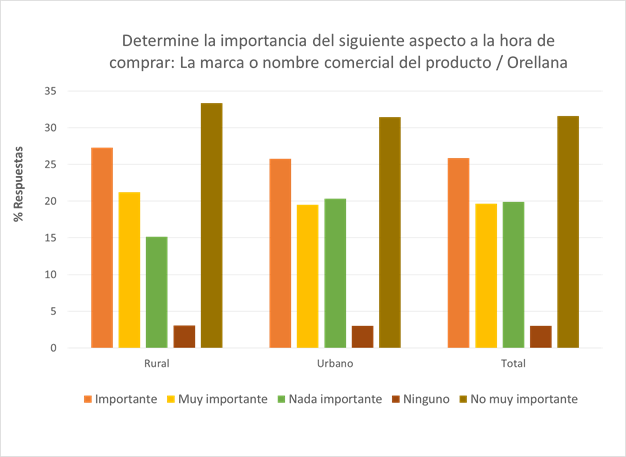 Determine la importancia del siguiente aspecto a la hora de
comprar: La marca o nombre comercial del producto / Orellana
% Respuestas
35
30
25
20
15
10
5
0
Rural
Urbano
Total
Importante
Muy importante
Nada importante
Ninguno
No muy importante